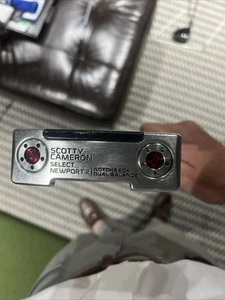 SCOTTY
CAMERON
SELECT
NEWPORT 2 | NOTCHBACK
DUAL BALANCE